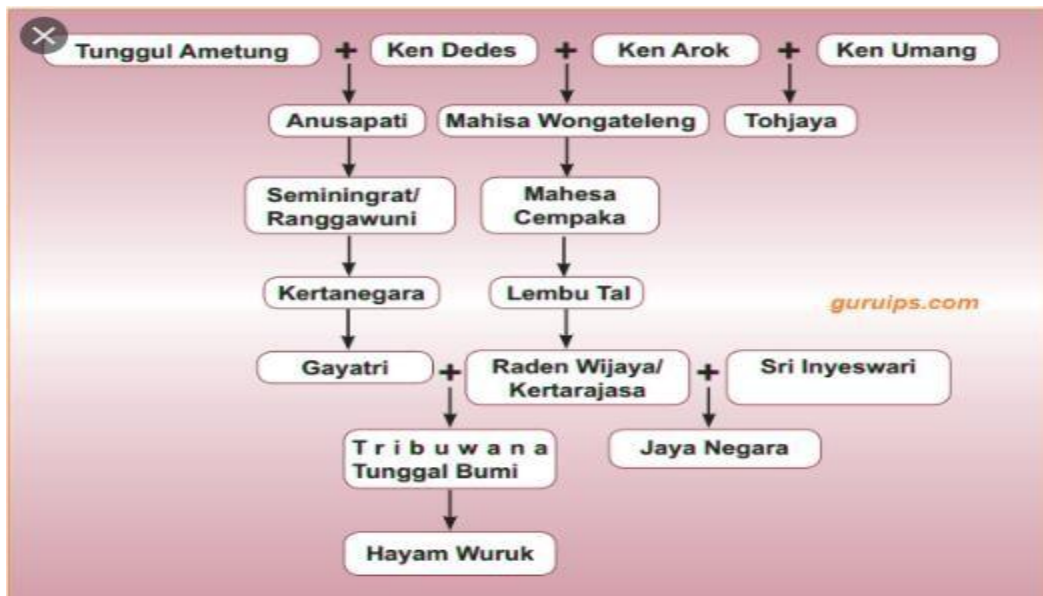 Tunggul Ametung + Ken Dedes + Ken Arok + Ken Umang
Anusapati Mahisa Wongateleng Tohjaya
Seminingrat/
Ranggawuni
Mahesa
Cempaka
Kertanegara Lembu Tal
guruips.com
Gayatri + Raden Wijaya/
Kertarajasa
+ Sri Inyeswari
Tribuwana
Tunggal Bumi
Jaya Negara
Hayam Wuruk